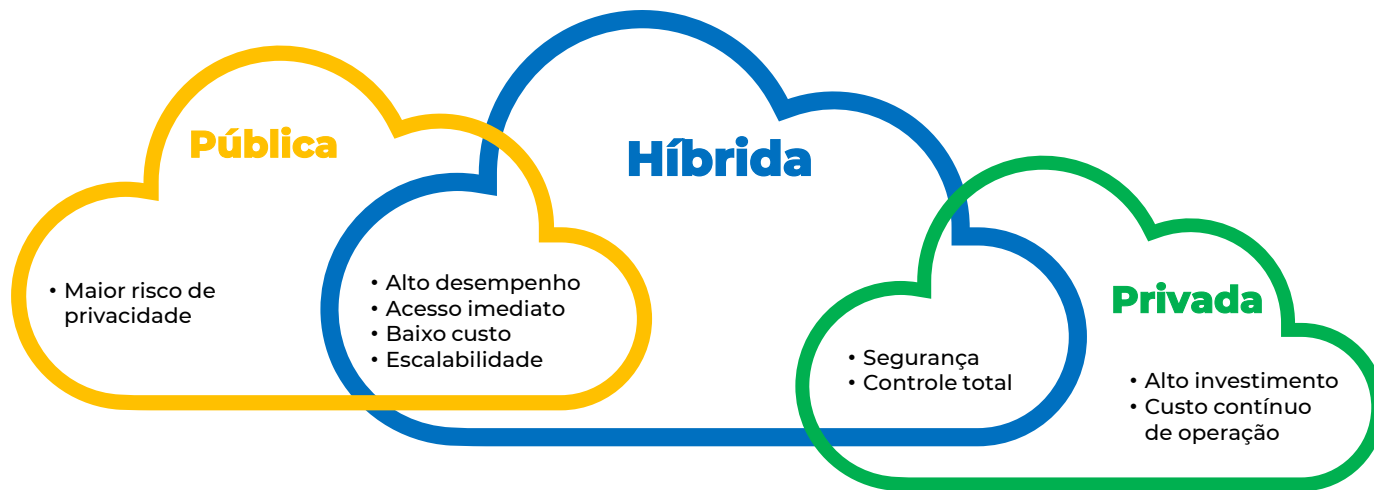 Pública
• Maior risco de
privacidade
• Alto desempenho
• Acesso imediato
• Baixo custo
• Escalabilidade
Híbrida
• Segurança
• Controle total
Privada
• Alto investimento
• Custo contínuo
de operação